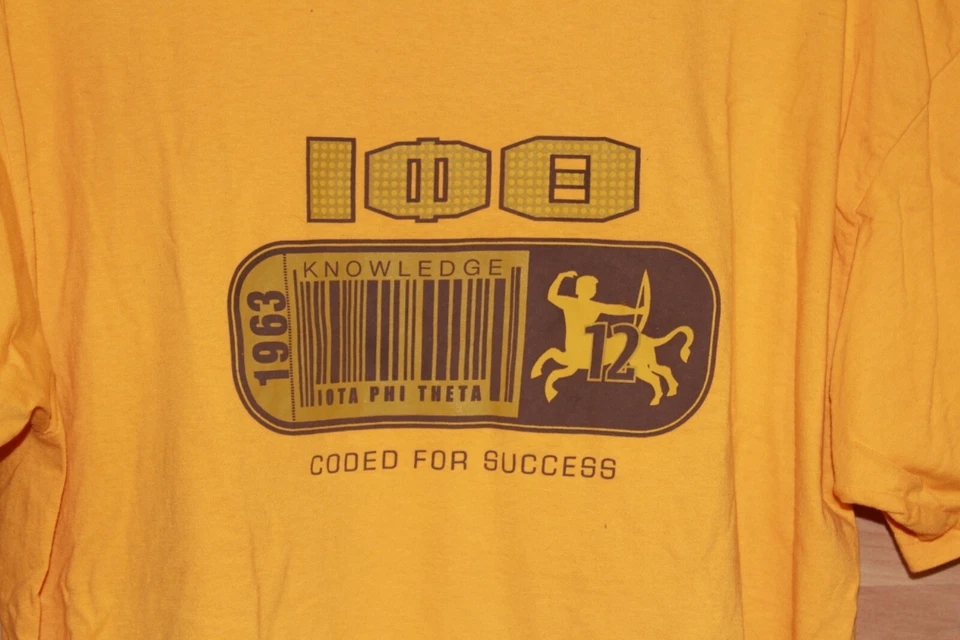 ΙΦΘ
1963
KNOWLEDGE
IOTA PHI THETA
12
CODED FOR SUCCESS